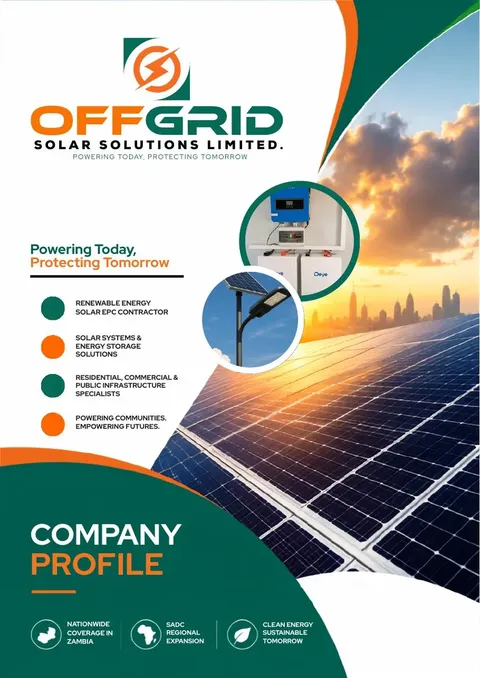 OFFGRID
SOLAR SOLUTIONS LIMITED.
POWERING TODAY, PROTECTING TOMORROW
Powering Today,
Protecting Tomorrow
RENEWABLE ENERGY
SOLAR EPC CONTRACTOR
SOLAR SYSTEMS &
ENERGY STORAGE
SOLUTIONS
RESIDENTIAL, COMMERCIAL &
PUBLIC INFRASTRUCTURE
SPECIALISTS
POWERING COMMUNITIES.
EMPOWERING FUTURES.
Deye
COMPANY
PROFILE
NATIONWIDE
COVERAGE IN
ZAMBIA
SADC
REGIONAL
EXPANSION
CLEAN ENERGY
SUSTAINABLE
TOMORROW